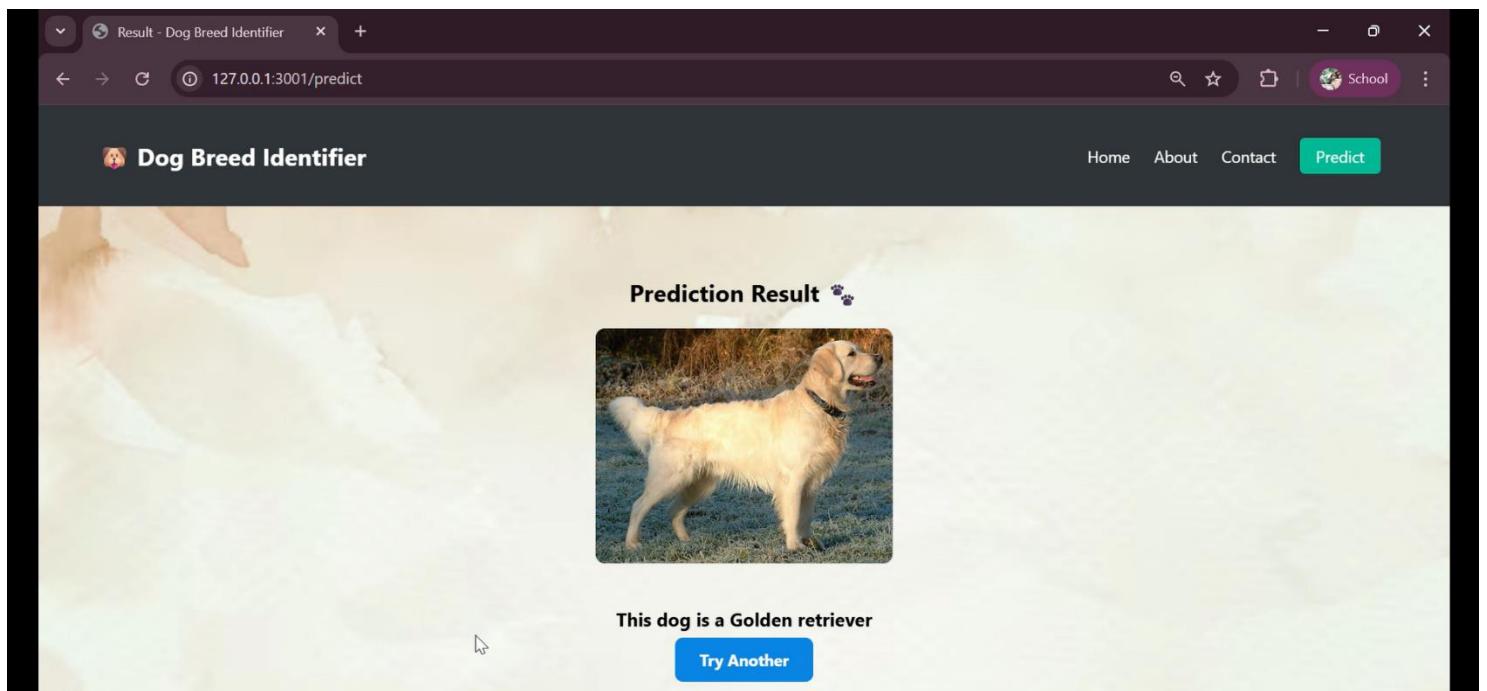 Result - Dog Breed Identifier
127.0.0.1:3001/predict
School
Dog Breed Identifier
Home About Contact Predict
Prediction Result
This dog is a Golden retriever
Try Another